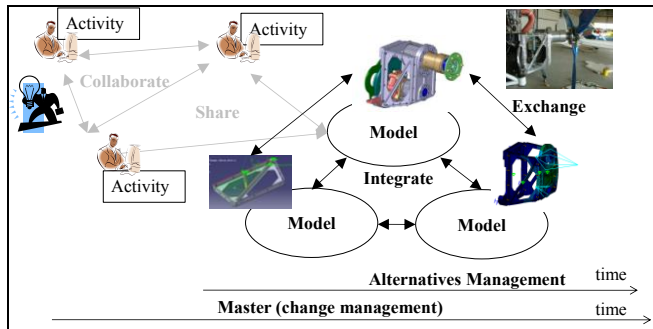 Activity
Activity
Collaborate
Share
Exchange
Model
Activity
Integrate
Model
Model
Alternatives Management
time
Master (change management)
time